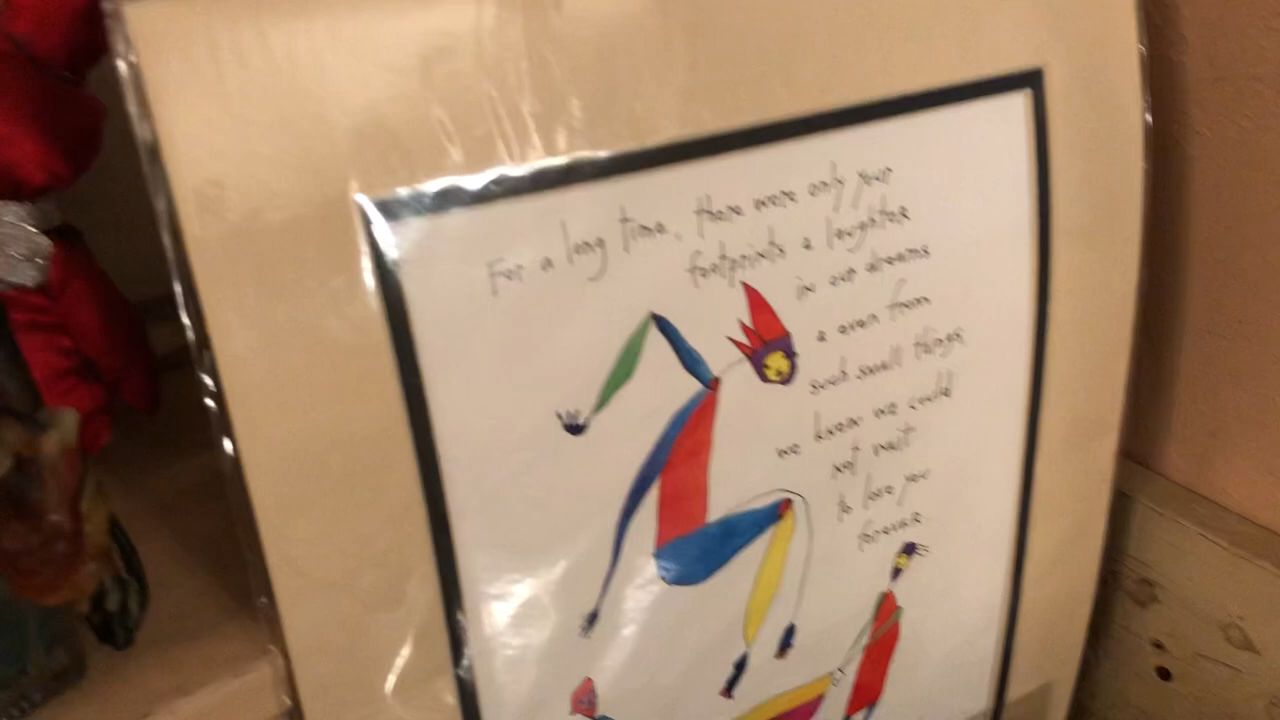 For a long time, there were only your
footprints & laughter
in our dreams
& even from
such small things
we knew we could
not wait
to love you
forever